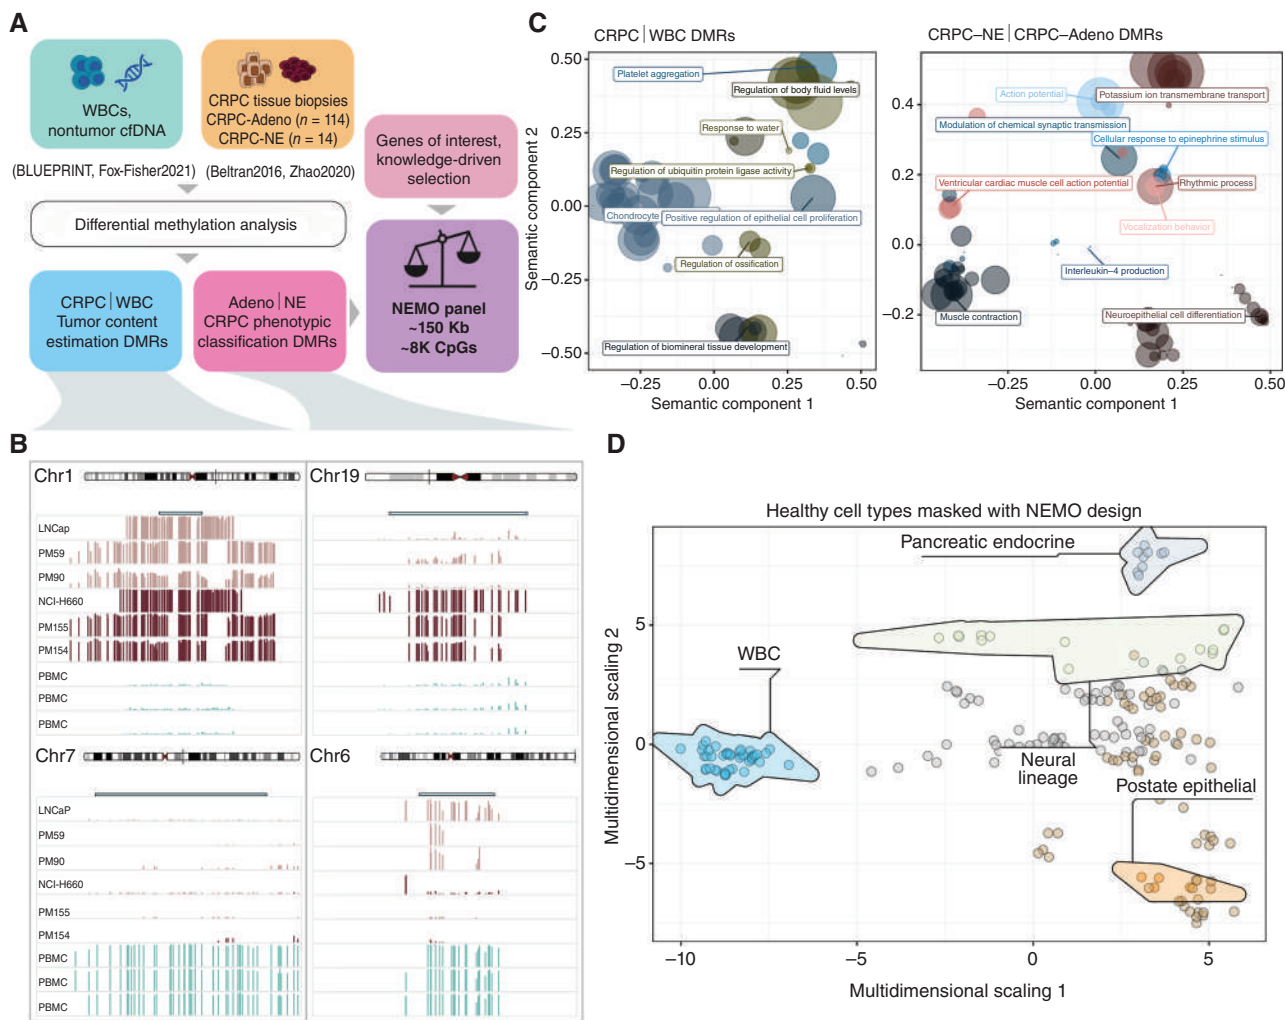 A
WBCs,
nontumor cfDNA
CRPC tissue biopsies
CRPC-Adeno (n = 114)
CRPC-NE (n = 14)
(BLUEPRINT, Fox-Fisher2021)
(Beltran2016, Zhao2020)
Genes of interest,
knowledge-driven
selection
Differential methylation analysis
CRPC | WBC
Tumor content
estimation DMRs
Adeno | NE
CRPC phenotypic
classification DMRs
NEMO panel
~150 Kb
~8K CpGs
B
Chr1
LNCap
PM59
PM90
NCI-H660
PM155
PM154
PBMC
PBMC
PBMC
Chr19
Chr7
LNCaP
PM59
PM90
NCI-H660
PM155
PM154
PBMC
PBMC
PBMC
Chr6
C
CRPC | WBC DMRs
Semantic component 2
0.50
0.25
0.00
−0.25
−0.50
Platelet aggregation
Regulation of body fluid levels
Response to water
Regulation of ubiquitin protein ligase activity
Chondrocyte
Positive regulation of epithelial cell proliferation
Regulation of ossification
Regulation of biomineral tissue development
−0.25
0.00
0.25
0.50
Semantic component 1
CRPC–NE | CRPC–Adeno DMRs
0.4
0.2
0.0
−0.2
Action potential
Potassium ion transmembrane transport
Modulation of chemical synaptic transmission
Cellular response to epinephrine stimulus
Ventricular cardiac muscle cell action potential
Rhythmic process
Vocalization behavior
Interleukin–4 production
Muscle contraction
Neuroepithelial cell differentiation
−0.25
0.00
0.25
0.50
Semantic component 1
D
Healthy cell types masked with NEMO design
Multidimensional scaling 2
5
0
−5
Pancreatic endocrine
WBC
Neural
lineage
Postate epithelial
−10
−5
0
5
Multidimensional scaling 1